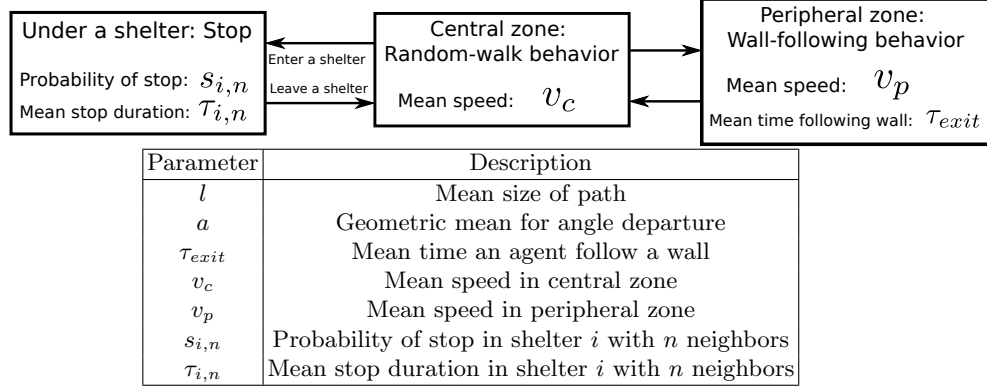 Under a shelter: Stop
Probability of stop: s_{i,n}
Mean stop duration: τ_{i,n}
Enter a shelter
Leave a shelter
Central zone:
Random-walk behavior
Mean speed: v_c
Peripheral zone:
Wall-following behavior
Mean speed: v_p
Mean time following wall: τ_{exit}
Parameter Description
l Mean size of path
a Geometric mean for angle departure
τ_{exit} Mean time an agent follow a wall
v_c Mean speed in central zone
v_p Mean speed in peripheral zone
s_{i,n} Probability of stop in shelter i with n neighbors
τ_{i,n} Mean stop duration in shelter i with n neighbors